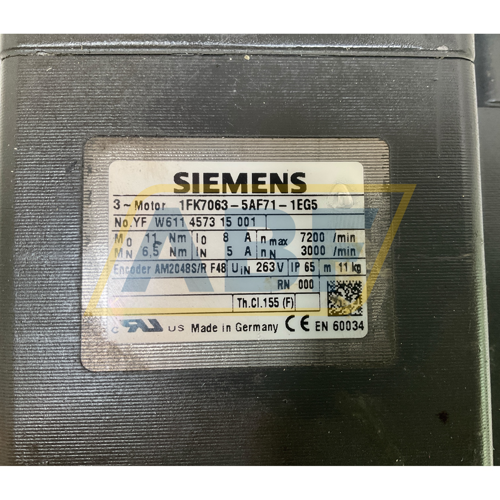 SIEMENS
3~Motor 1FK7063-5AF71-1EG5
No.YF W611 4573 15 001
M0 11 Nm I0 8 A nmax 7200 /min
MN 6,5 Nm IN 5 A nN 3000 /min
Encoder AM2048S/R F48 UIN 263 V IP 65 m 11 kg
RN 000
Th.Cl.155 (F)
c RU US Made in Germany CE EN 60034
ABF